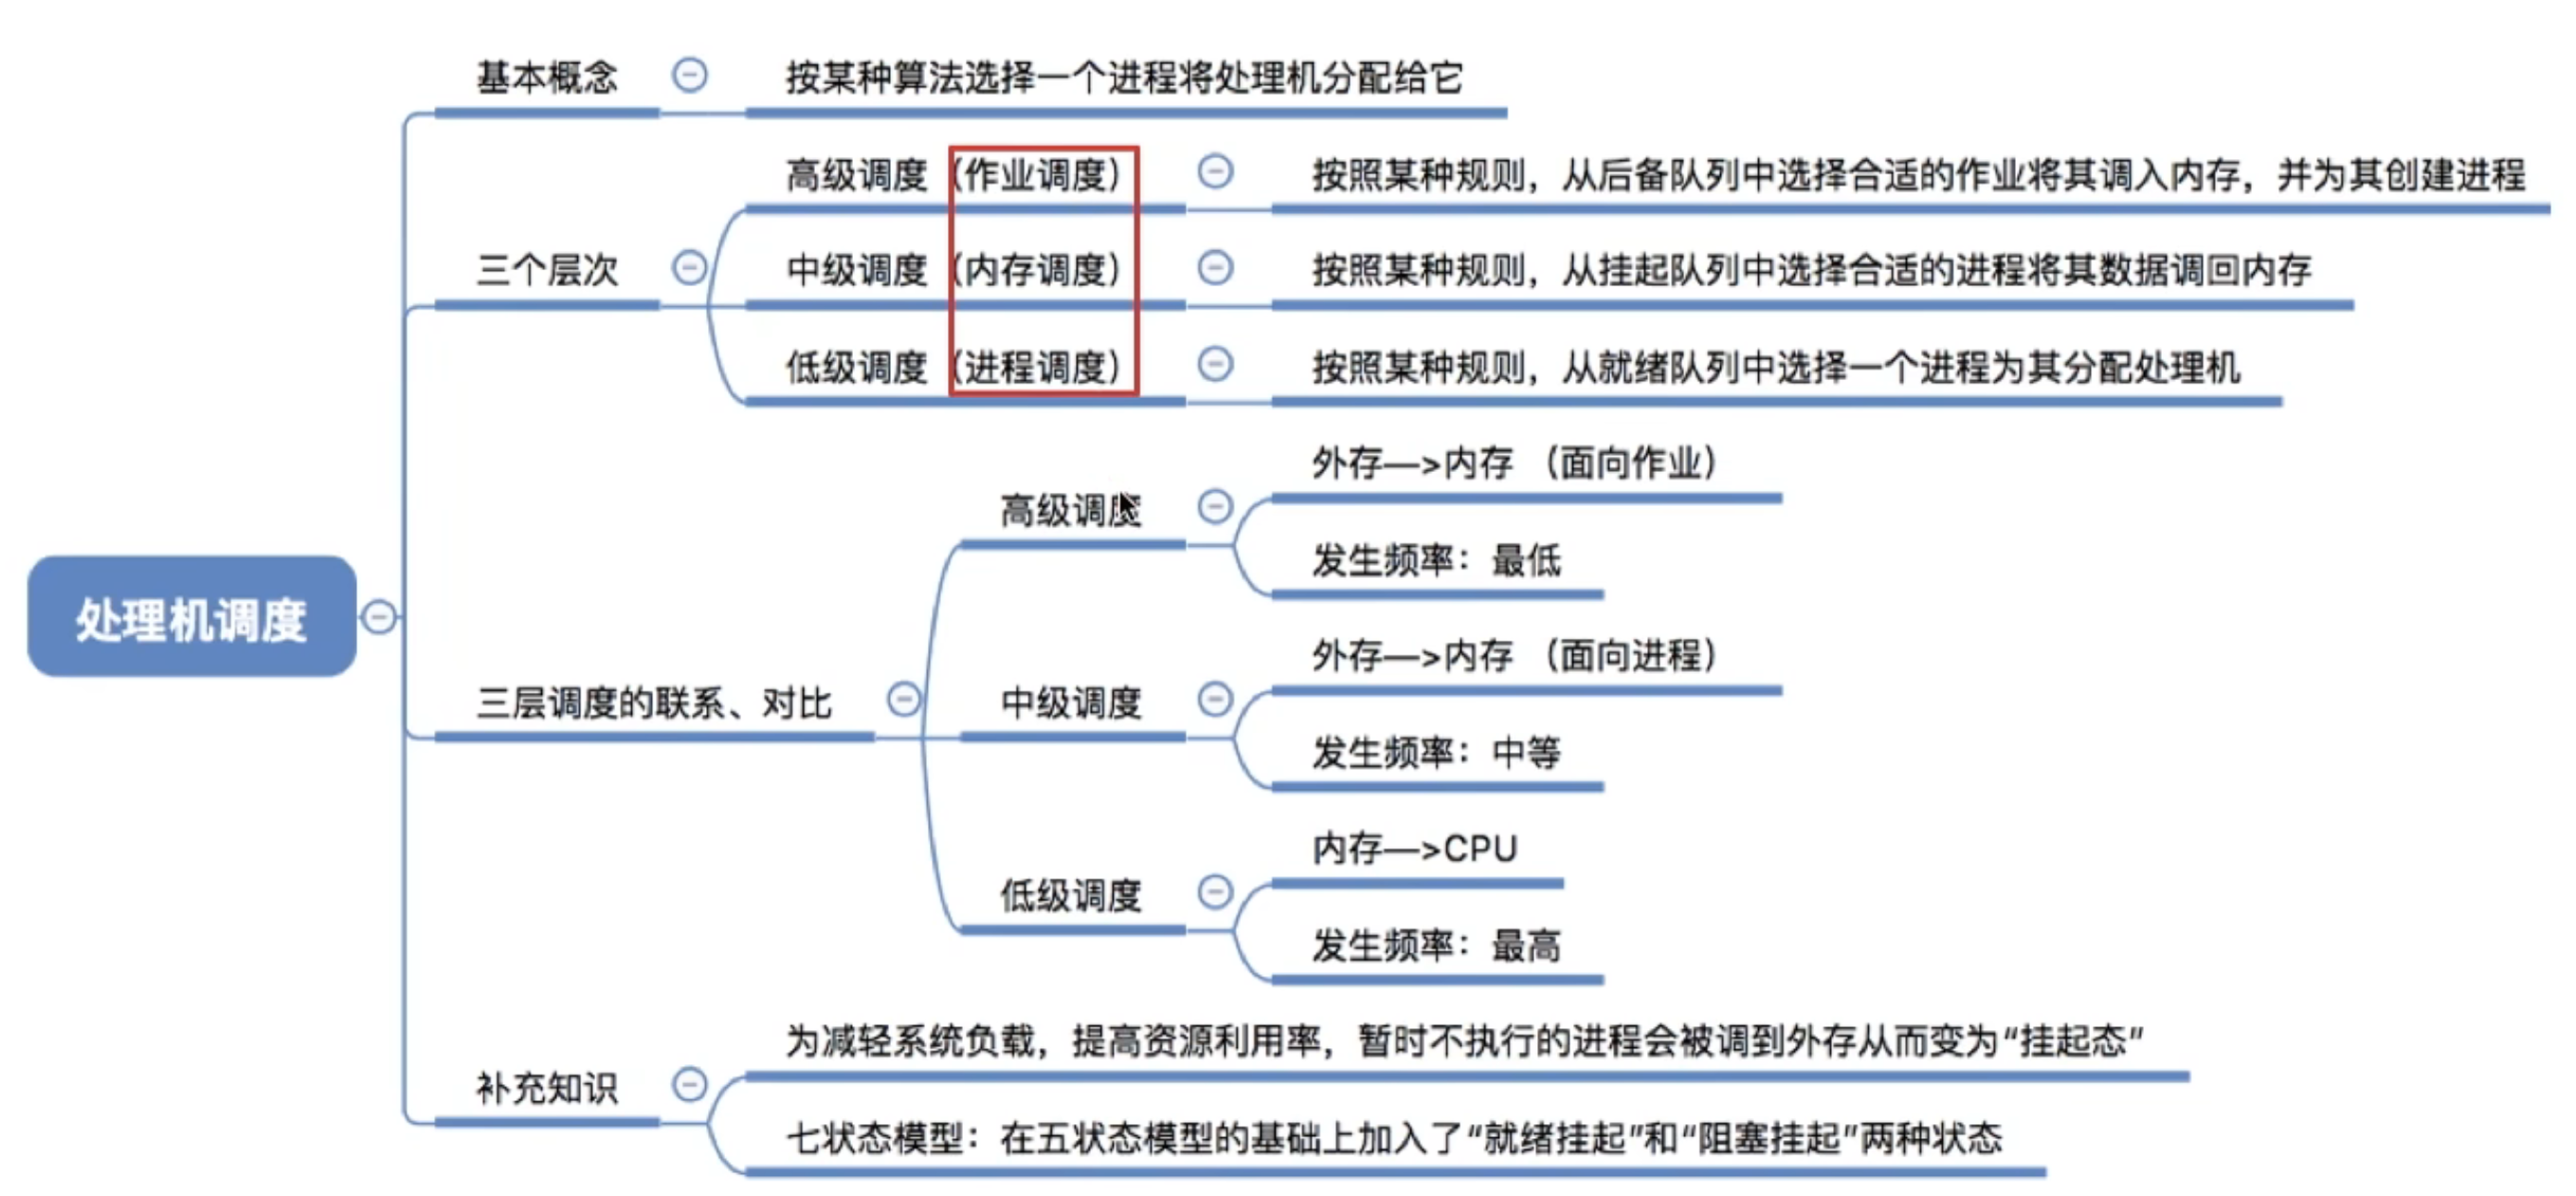 基本概念
按某种算法选择一个进程将处理机分配给它
高级调度（作业调度）
按照某种规则，从后备队列中选择合适的作业将其调入内存，并为其创建进程
三个层次
中级调度（内存调度）
按照某种规则，从挂起队列中选择合适的进程将其数据调回内存
低级调度（进程调度）
按照某种规则，从就绪队列中选择一个进程为其分配处理机
处理机调度
三层调度的联系、对比
高级调度
外存—>内存 （面向作业）
发生频率：最低
中级调度
外存—>内存 （面向进程）
发生频率：中等
低级调度
内存—>CPU
发生频率：最高
补充知识
为减轻系统负载，提高资源利用率，暂时不执行的进程会被调到外存从而变为“挂起态”
七状态模型：在五状态模型的基础上加入了“就绪挂起”和“阻塞挂起”两种状态